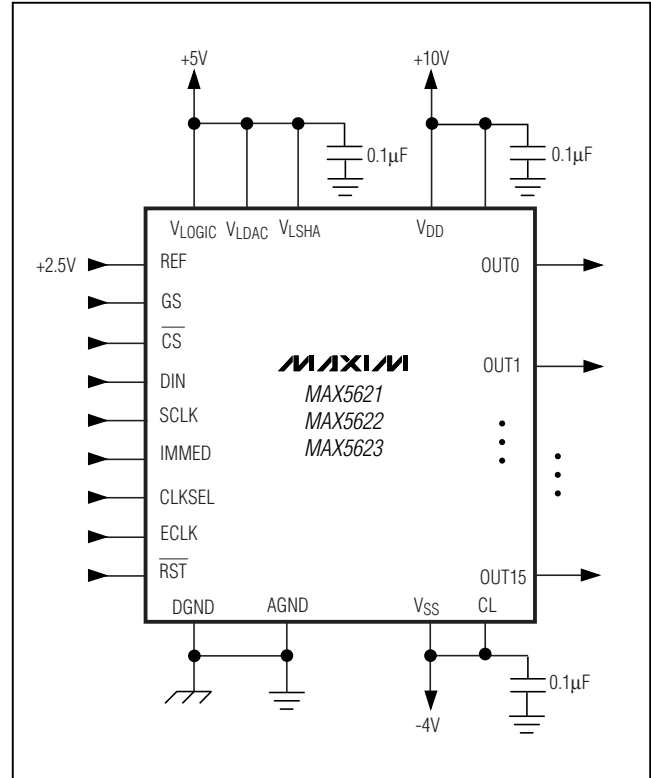 +5V
+10V
0.1μF
0.1μF
VLOGIC VLDAC VLSHA
VDD
+2.5V
REF
OUT0
GS
CS
MAXIM
OUT1
DIN
MAX5621
SCLK
MAX5622
IMMED
MAX5623
CLKSEL
ECLK
RST
OUT15
DGND
AGND
VSS
CL
0.1μF
-4V